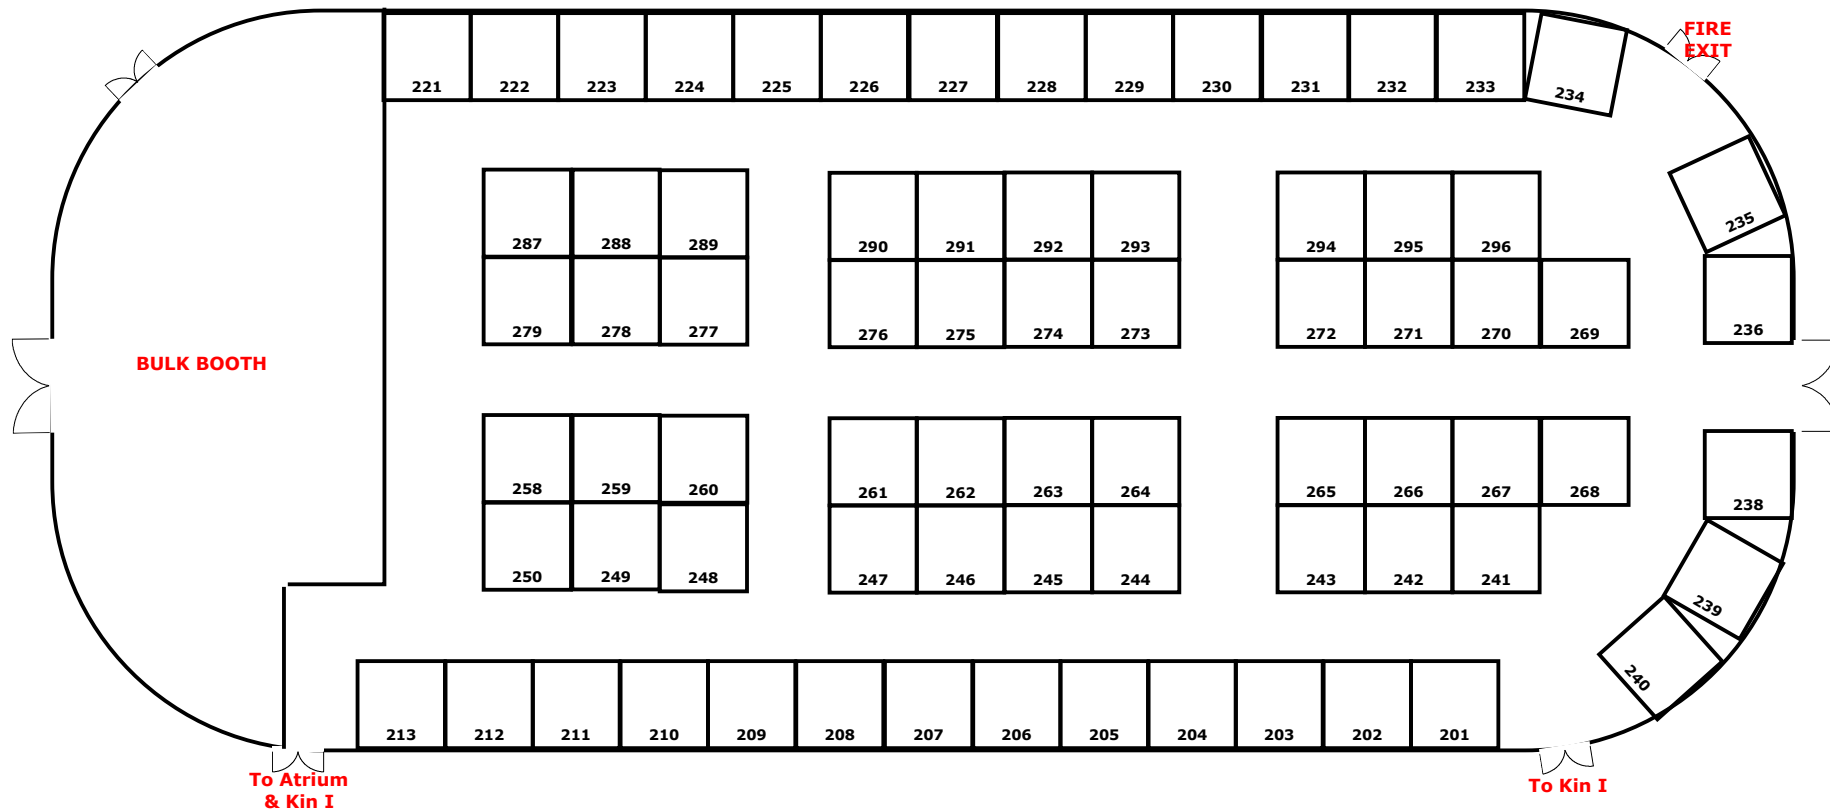 FIRE
EXIT
221 222 223 224 225 226 227 228 229 230 231 232 233 234
235
287 288 289 290 291 292 293 294 295 296
279 278 277 276 275 274 273 272 271 270 269 236
BULK BOOTH
258 259 260 261 262 263 264 265 266 267 268 238
250 249 248 247 246 245 244 243 242 241 239
240
213 212 211 210 209 208 207 206 205 204 203 202 201
To Atrium
& Kin I
To Kin I